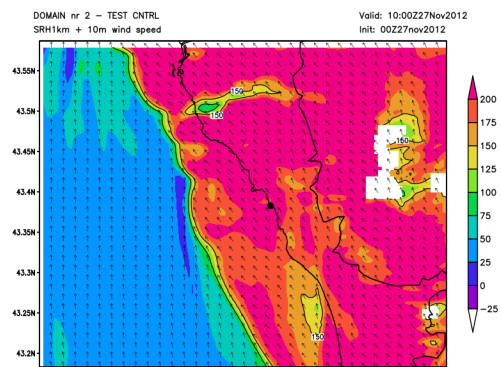 DOMAIN nr 2 - TEST CNTRL
Valid: 10:00Z27Nov2012
SRH1km + 10m wind speed
Init: 00Z27nov2012
43.55N
43.5N
43.45N
43.4N
43.35N
43.3N
43.25N
43.2N
150
150
150
200
175
150
125
100
75
50
25
0
-25